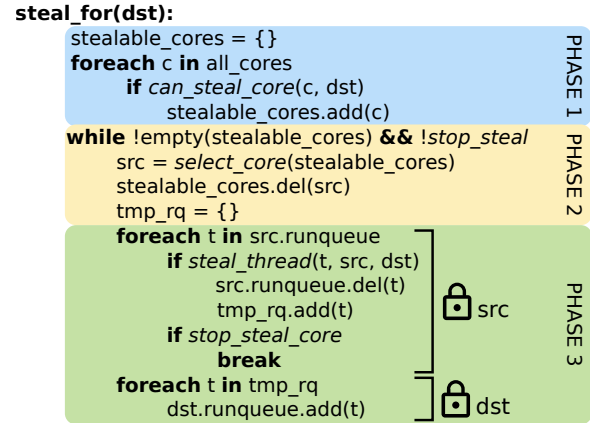 steal_for(dst):
stealable_cores = {}
foreach c in all_cores
if can_steal_core(c, dst)
stealable_cores.add(c)
PHASE 1
while !empty(stealable_cores) && !stop_steal
src = select_core(stealable_cores)
stealable_cores.del(src)
tmp_rq = {}
PHASE 2
foreach t in src.runqueue
if steal_thread(t, src, dst)
src.runqueue.del(t)
tmp_rq.add(t)
if stop_steal_core
break
src
foreach t in tmp_rq
dst.runqueue.add(t)
dst
PHASE 3